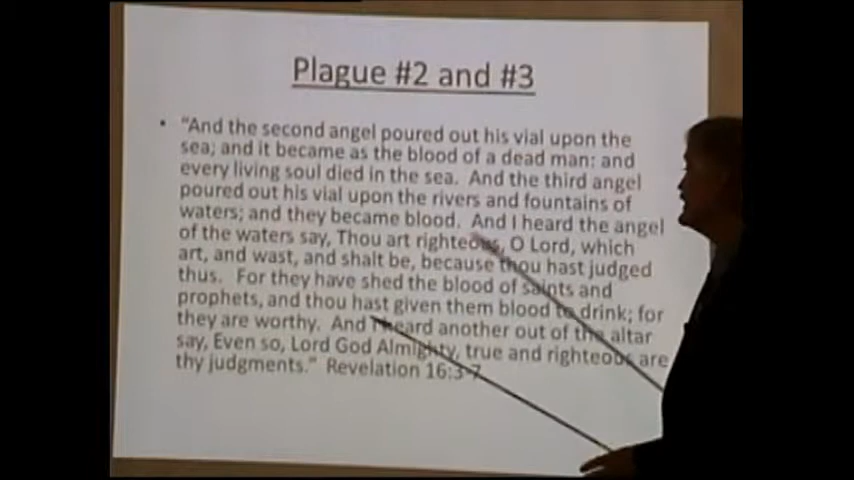 Plague #2 and #3
• "And the second angel poured out his vial upon the
sea; and it became as the blood of a dead man: and
every living soul died in the sea. And the third angel
poured out his vial upon the rivers and fountains of
waters; and they became blood. And I heard the angel
of the waters say, Thou art righteous, O Lord, which
art, and wast, and shalt be, because thou hast judged
thus. For they have shed the blood of saints and
prophets, and thou hast given them blood to drink; for
they are worthy. And I heard another out of the altar
say, Even so, Lord God Almighty, true and righteous are
thy judgments." Revelation 16:3-7